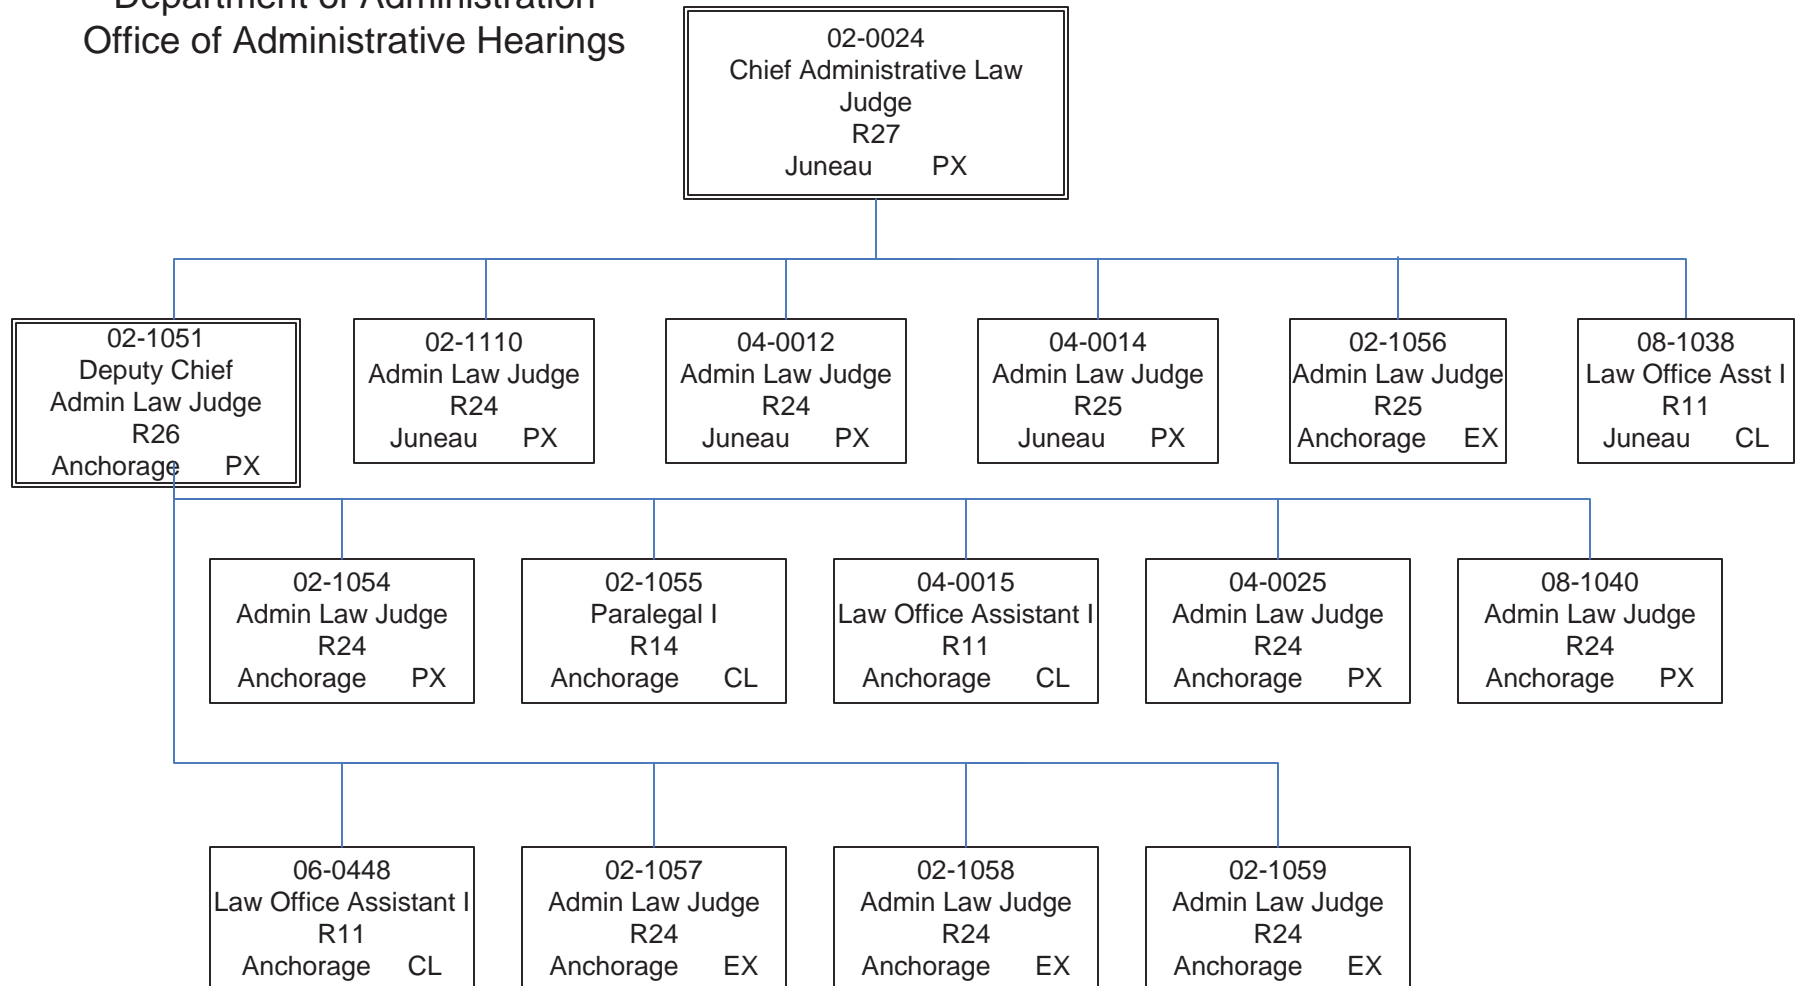 Department of Administration
Office of Administrative Hearings
02-0024
Chief Administrative Law
Judge
R27
Juneau PX
02-1051
Deputy Chief
Admin Law Judge
R26
Anchorage PX
02-1110
Admin Law Judge
R24
Juneau PX
04-0012
Admin Law Judge
R24
Juneau PX
04-0014
Admin Law Judge
R25
Juneau PX
02-1056
Admin Law Judge
R25
Anchorage EX
08-1038
Law Office Asst I
R11
Juneau CL
02-1054
Admin Law Judge
R24
Anchorage PX
02-1055
Paralegal I
R14
Anchorage CL
04-0015
Law Office Assistant I
R11
Anchorage CL
04-0025
Admin Law Judge
R24
Anchorage PX
08-1040
Admin Law Judge
R24
Anchorage PX
06-0448
Law Office Assistant I
R11
Anchorage CL
02-1057
Admin Law Judge
R24
Anchorage EX
02-1058
Admin Law Judge
R24
Anchorage EX
02-1059
Admin Law Judge
R24
Anchorage EX